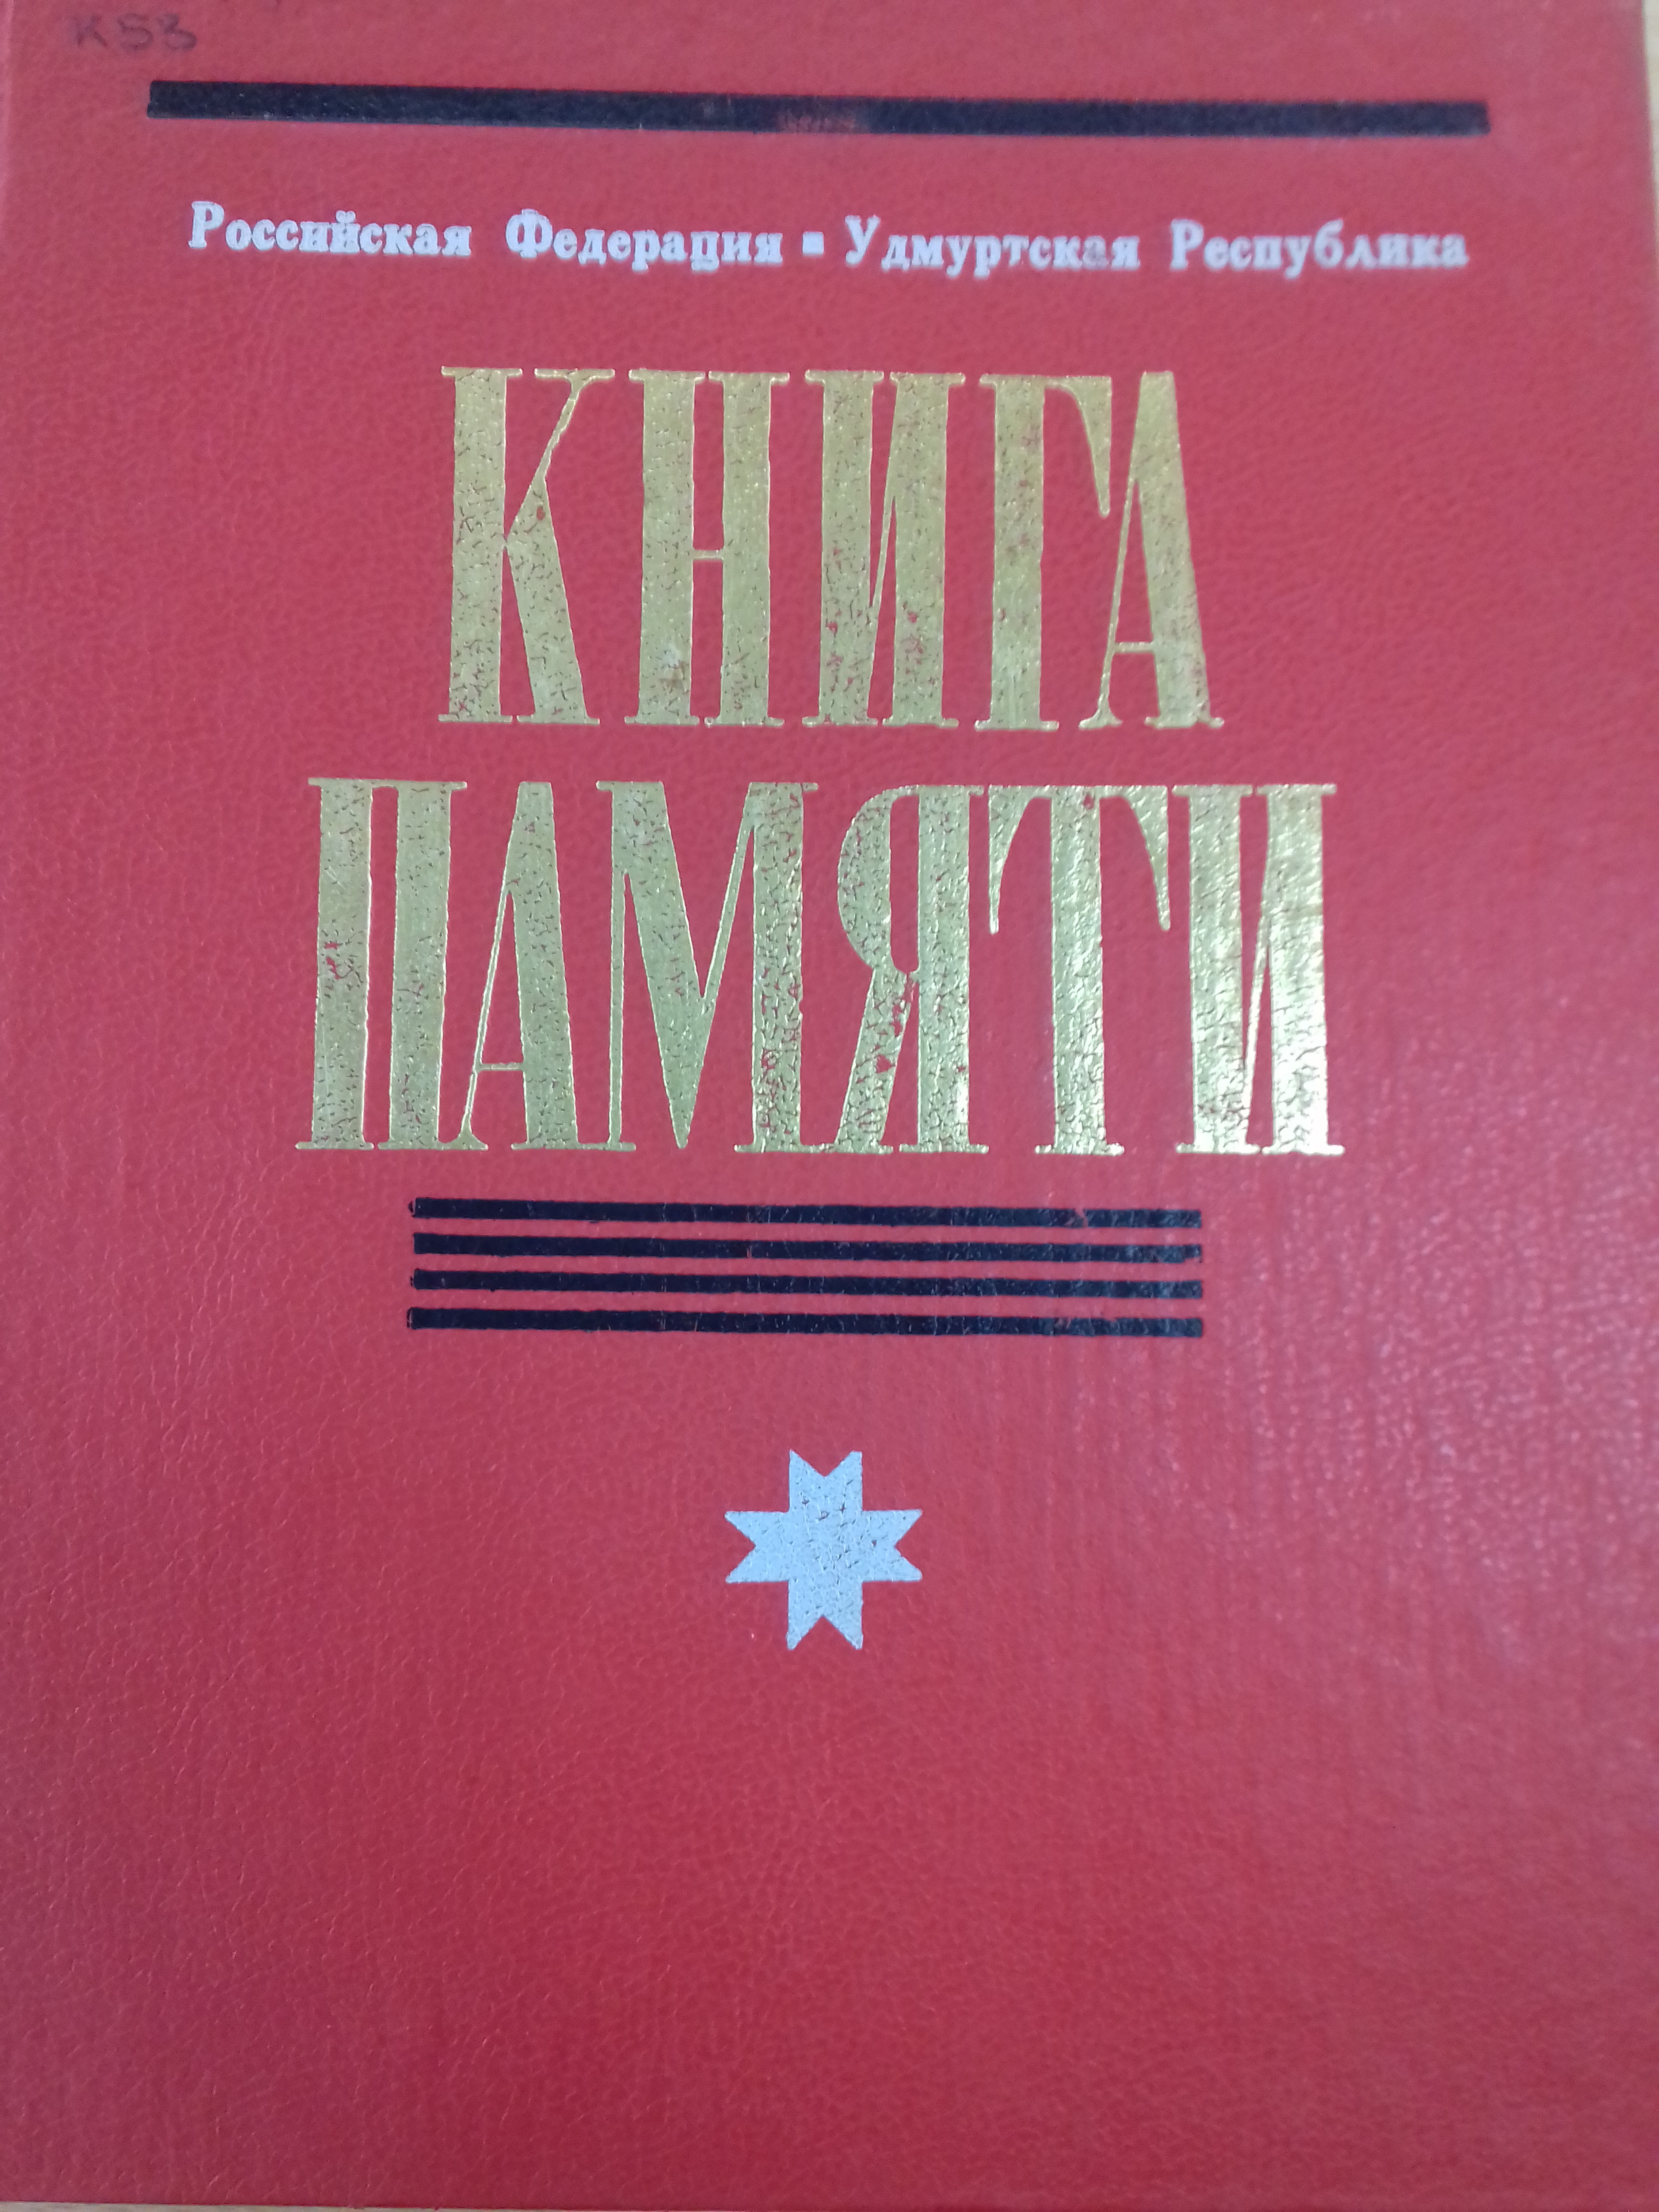 К53
Российская Федерация ▪ Удмуртская Республика
КНИГА
ПАМЯТИ